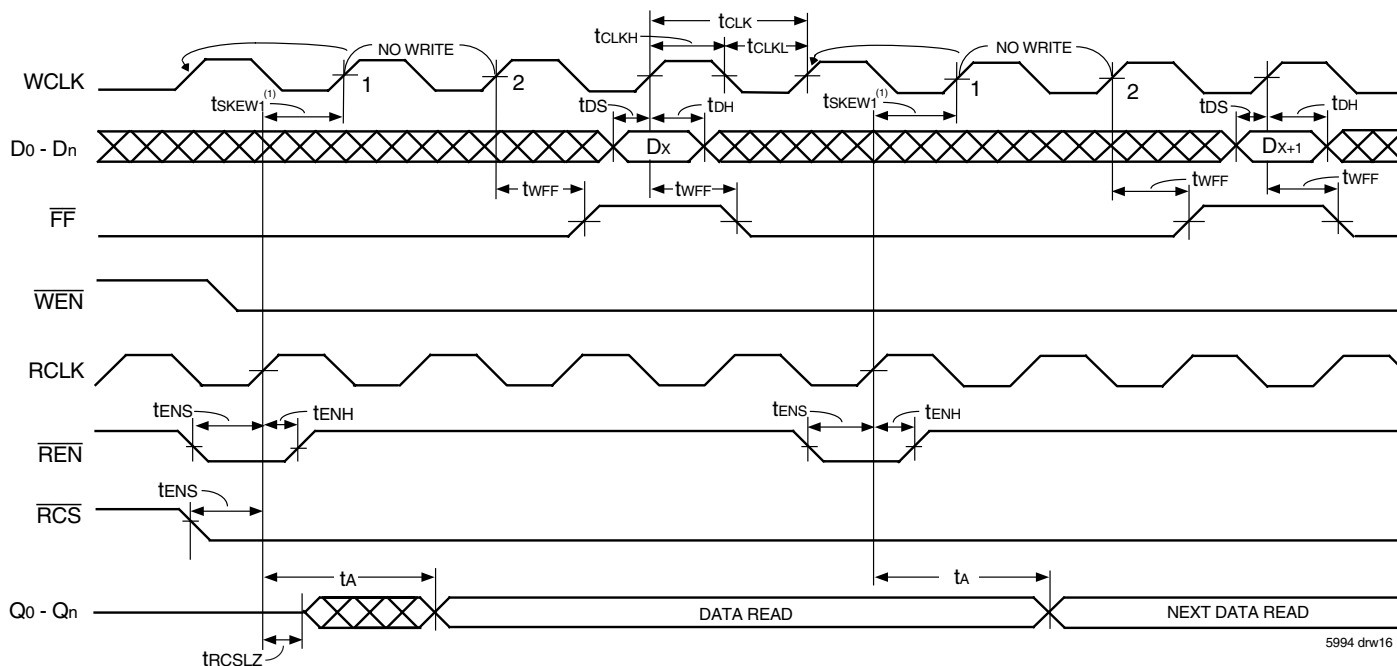 tCLK
NO WRITE
tCLKH
tCLKL
NO WRITE
WCLK
1
2
1
2
tSKEW1(1)
tDS
tDH
tSKEW1(1)
tDS
tDH
D0 - Dn
DX
DX+1
tWFF
tWFF
tWFF
tWFF
FF
WEN
RCLK
tENS
tENH
tENS
tENH
REN
tENS
RCS
tA
tA
Q0 - Qn
DATA READ
NEXT DATA READ
tRCSLZ
5994 drw16